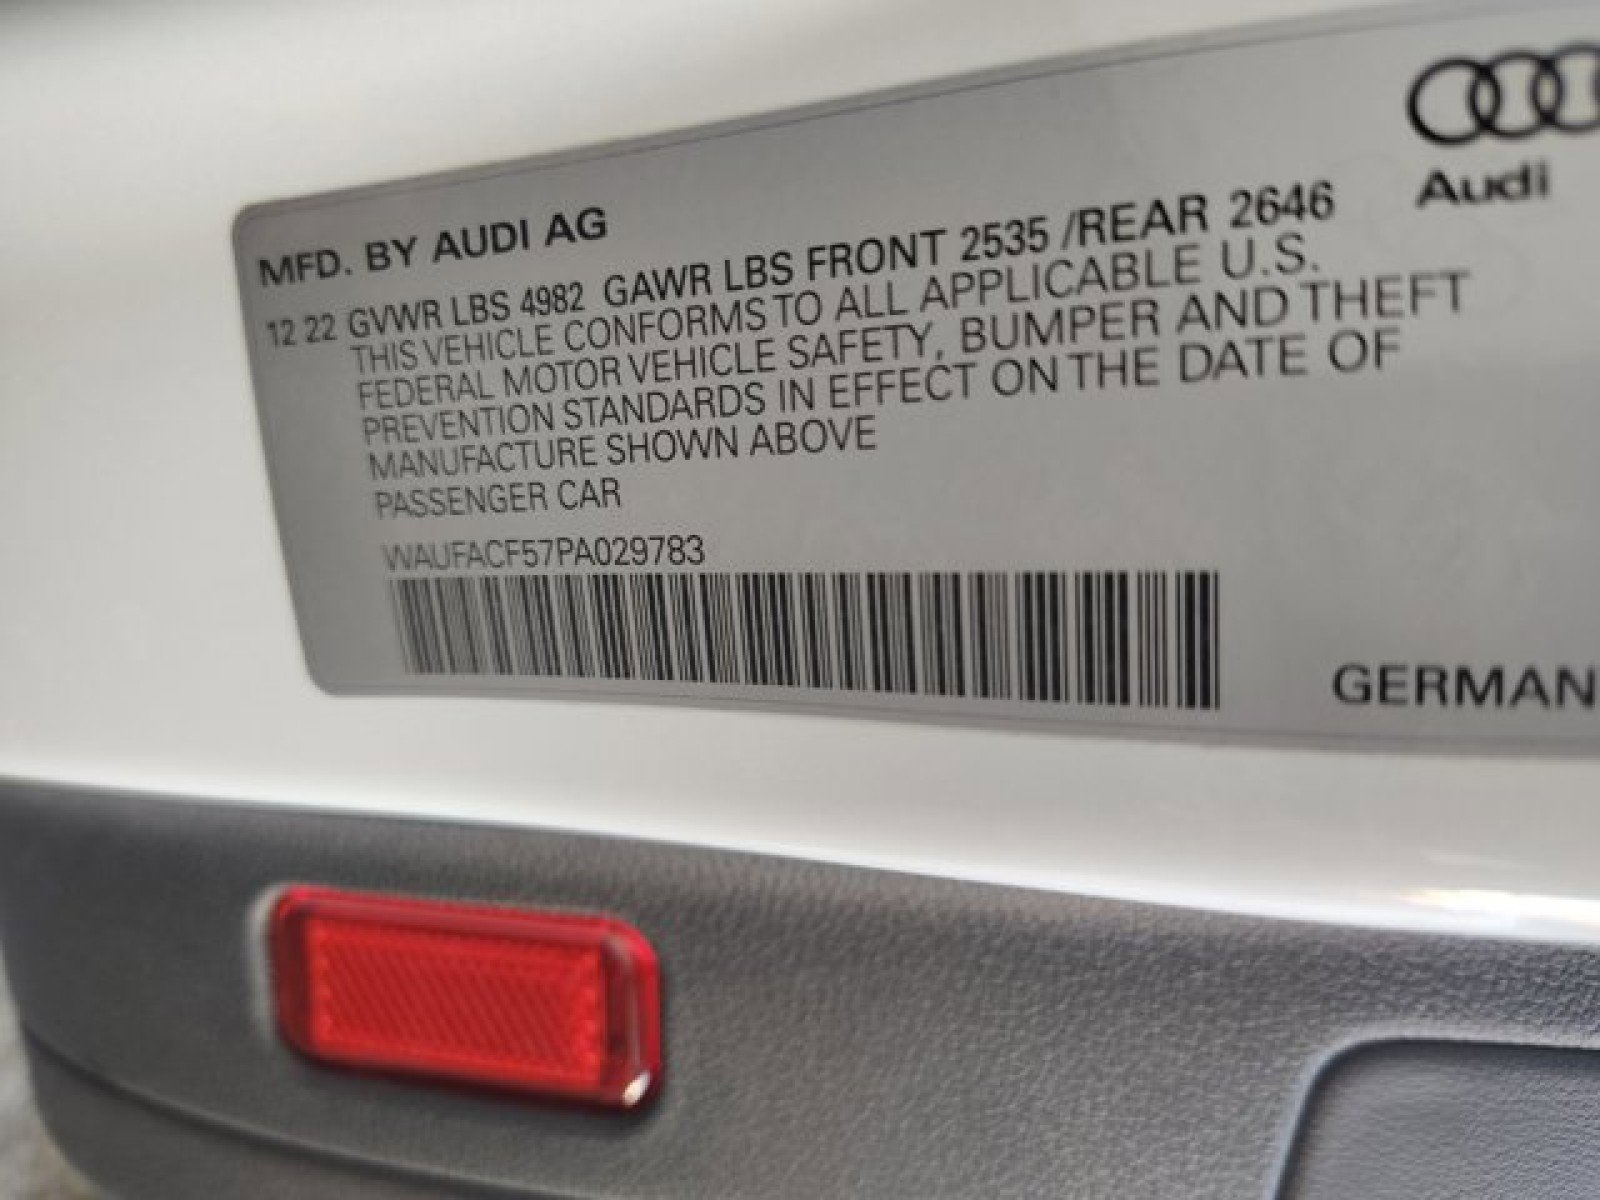 Audi
MFD. BY AUDI AG
12 22 GVWR LBS 4982 GAWR LBS FRONT 2535 /REAR 2646
THIS VEHICLE CONFORMS TO ALL APPLICABLE U.S.
FEDERAL MOTOR VEHICLE SAFETY, BUMPER AND THEFT
PREVENTION STANDARDS IN EFFECT ON THE DATE OF
MANUFACTURE SHOWN ABOVE
PASSENGER CAR
WAUFACF57PA029783
GERMAN